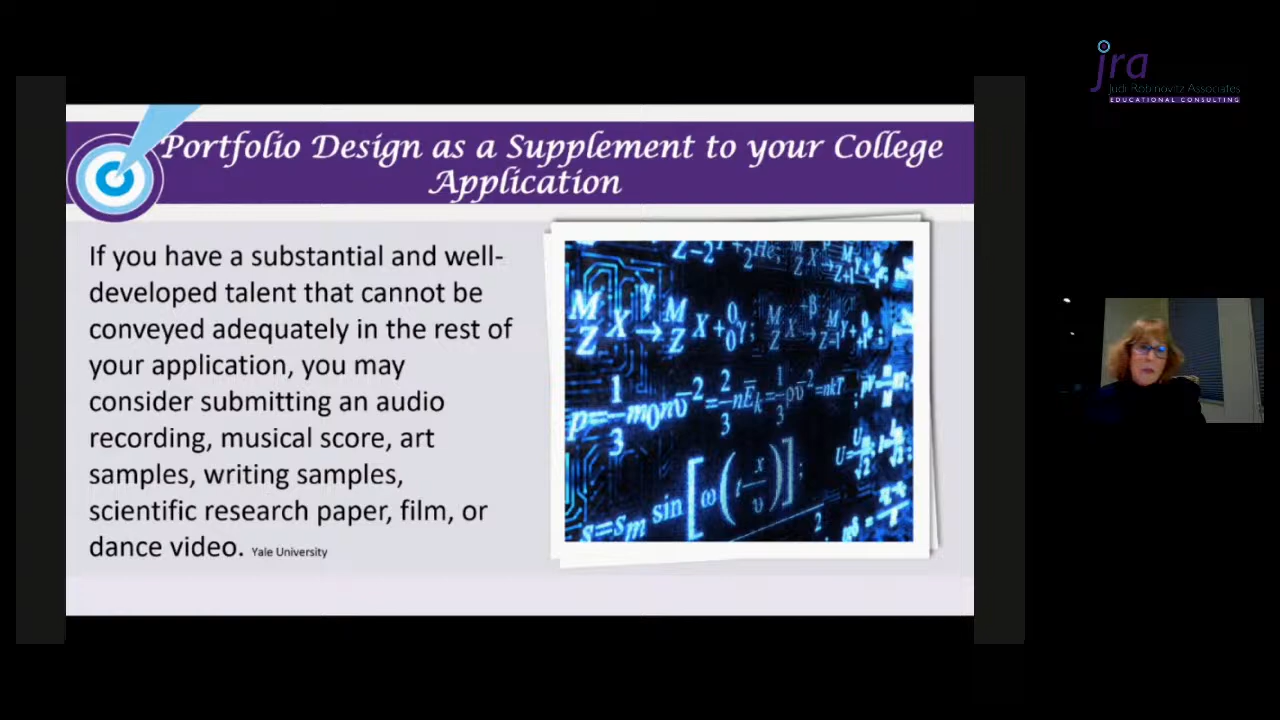 Portfolio Design as a Supplement to your College
Application
If you have a substantial and well-
developed talent that cannot be
conveyed adequately in the rest of
your application, you may
consider submitting an audio
recording, musical score, art
samples, writing samples,
scientific research paper, film, or
dance video. Yale University
jra
Judi Robinovitz Associates
EDUCATIONAL CONSULTING